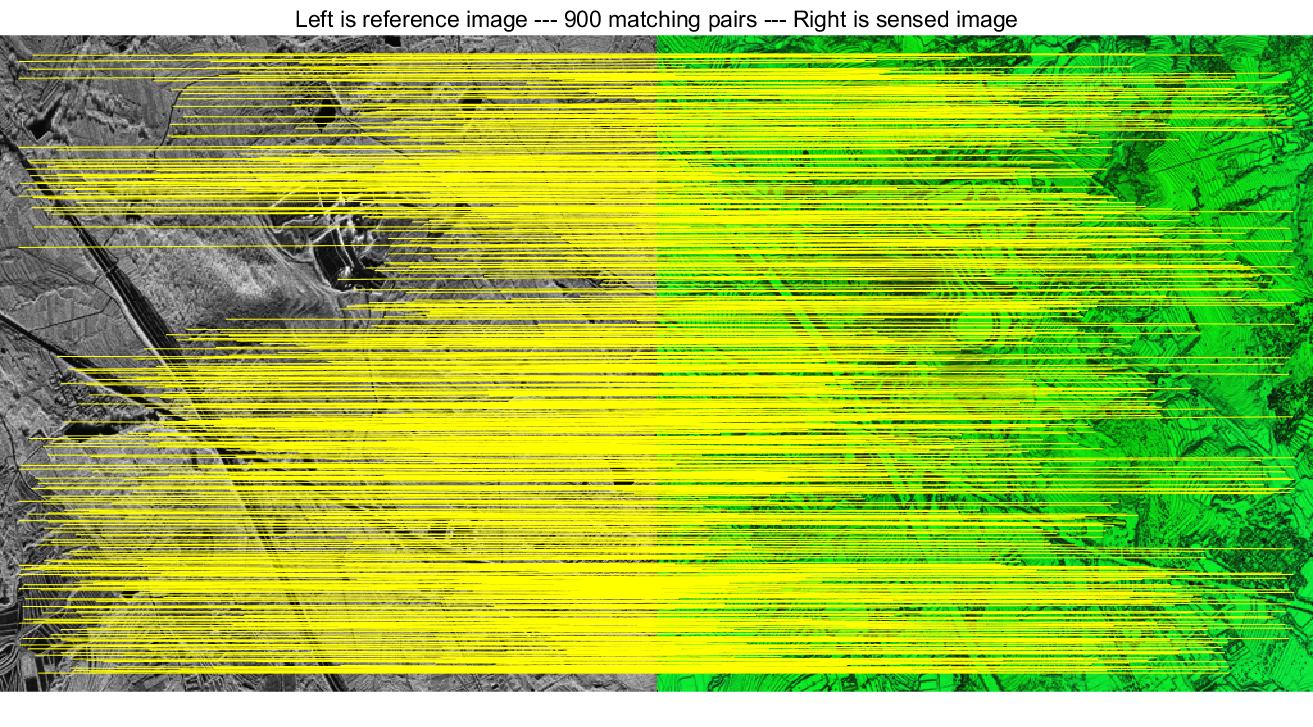 Left is reference image --- 900 matching pairs --- Right is sensed image